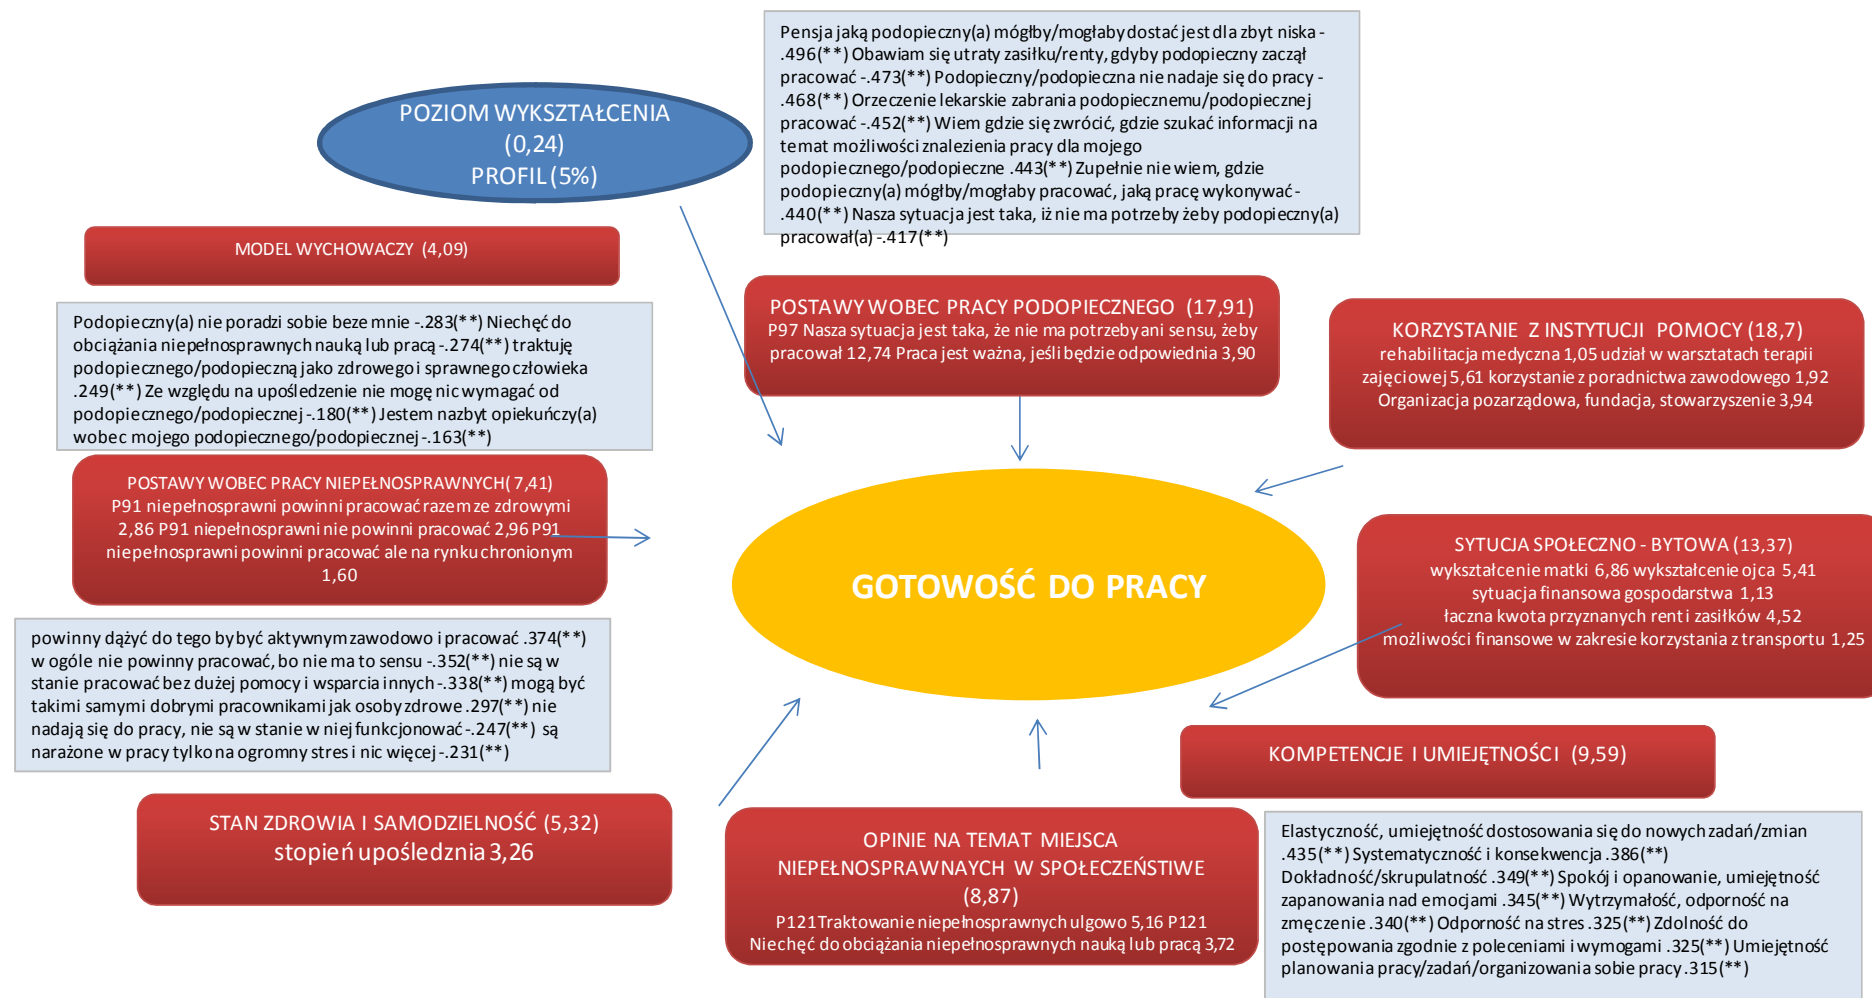 Pensja jaką podopieczny(a) mógłby/mogłaby dostać jest dla zbyt niska -
.496(**) Obawiam się utraty zasiłku/renty, gdyby podopieczny zaczął
pracować -.473(**) Podopieczny/podopieczna nie nadaje się do pracy -
.468(**) Orzeczenie lekarskie zabrania podopiecznemu/podopiecznej
pracować -.452(**) Wiem gdzie się zwrócić, gdzie szukać informacji na
temat możliwości znalezienia pracy dla mojego
podopiecznego/podopieczne .443(**) Zupełnie nie wiem, gdzie
podopieczny(a) mógłby/mogłaby pracować, jaką pracę wykonywać -
.440(**) Nasza sytuacja jest taka, iż nie ma potrzeby żeby podopieczny(a)
pracował(a) -.417(**)
POZIOM WYKSZTAŁCENIA
(0,24)
PROFIL (5%)
MODEL WYCHOWACZY (4,09)
Podopieczny(a) nie poradzi sobie beze mnie -.283(**) Niechęć do
obciążania niepełnosprawnych nauką lub pracą -.274(**) traktuję
podopiecznego/podopieczną jako zdrowego i sprawnego człowieka
.249(**) Ze względu na upośledzenie nie mogę nic wymagać od
podopiecznego/podopiecznej -.180(**) Jestem nazbyt opiekuńczy(a)
wobec mojego podopiecznego/podopiecznej -.163(**)
POSTAWY WOBEC PRACY PODOPIECZNEGO (17,91)
P97 Nasza sytuacja jest taka, że nie ma potrzeby ani sensu, żeby
pracował 12,74 Praca jest ważna, jeśli będzie odpowiednia 3,90
KORZYSTANIE Z INSTYTUCJI POMOCY (18,7)
rehabilitacja medyczna 1,05 udział w warsztatach terapii
zajęciowej 5,61 korzystanie z poradnictwa zawodowego 1,92
Organizacja pozarządowa, fundacja, stowarzyszenie 3,94
POSTAWY WOBEC PRACY NIEPEŁNOSPRAWNYCH( 7,41)
P91 niepełnosprawni powinni pracować razem ze zdrowymi
2,86 P91 niepełnosprawni nie powinni pracować 2,96 P91
niepełnosprawni powinni pracować ale na rynku chronionym
1,60
GOTOWOŚĆ DO PRACY
SYTUCJA SPOŁECZNO - BYTOWA (13,37)
wykształcenie matki 6,86 wykształcenie ojca 5,41
sytuacja finansowa gospodarstwa 1,13
łaczna kwota przyznanych rent i zasiłków 4,52
możliwości finansowe w zakresie korzystania z transportu 1,25
powinny dążyć do tego by być aktywnym zawodowo i pracować .374(**)
w ogóle nie powinny pracować, bo nie ma to sensu -.352(**) nie są w
stanie pracować bez dużej pomocy i wsparcia innych -.338(**) mogą być
takimi samymi dobrymi pracownikami jak osoby zdrowe .297(**) nie
nadają się do pracy, nie są w stanie w niej funkcjonować -.247(**) są
narażone w pracy tylko na ogromny stres i nic więcej -.231(**)
KOMPETENCJE I UMIEJĘTNOŚCI (9,59)
STAN ZDROWIA I SAMODZIELNOŚĆ (5,32)
stopień upośledznia 3,26
OPINIE NA TEMAT MIEJSCA
NIEPEŁNOSPRAWNAYCH W SPOŁECZEŃSTIWE
(8,87)
P121Traktowanie niepełnosprawnych ulgowo 5,16 P121
Niechęć do obciążania niepełnosprawnych nauką lub pracą 3,72
Elastyczność, umiejętność dostosowania się do nowych zadań/zmian
.435(**) Systematyczność i konsekwencja .386(**)
Dokładność/skrupulatność .349(**) Spokój i opanowanie, umiejętność
zapanowania nad emocjami .345(**) Wytrzymałość, odporność na
zmęczenie .340(**) Odporność na stres .325(**) Zdolność do
postępowania zgodnie z poleceniami i wymogami .325(**) Umiejętność
planowania pracy/zadań/organizowania sobie pracy .315(**)